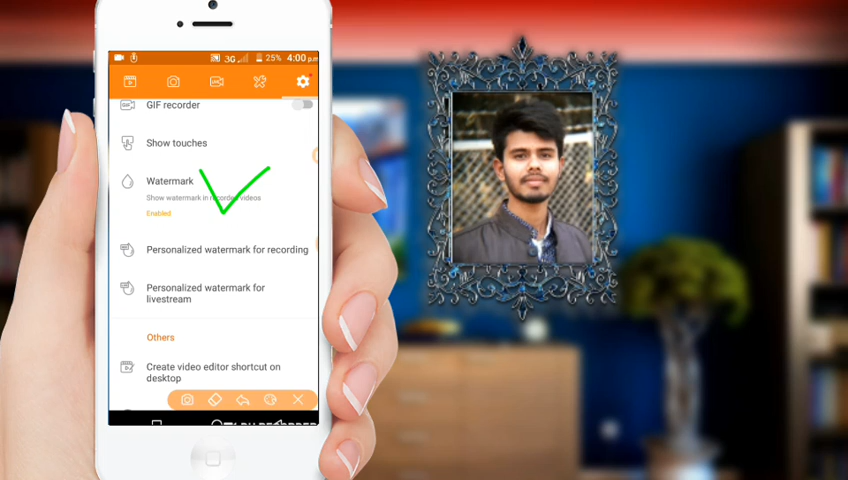 3G 25% 4:00 p.m
GIF recorder
Show touches
Watermark
Show watermark in recorded videos
Enabled
Personalized watermark for recording
Personalized watermark for
livestream
Others
Create video editor shortcut on
desktop